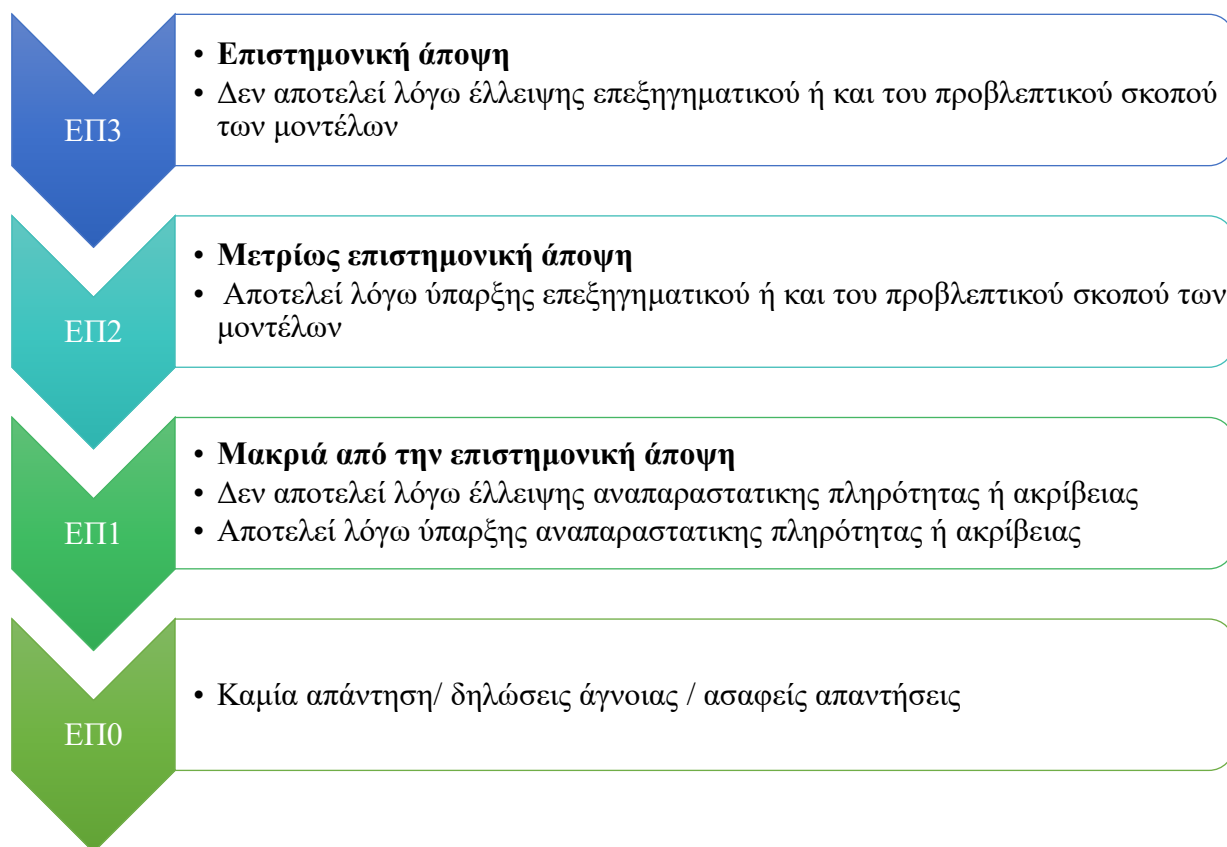 ΕΠ3
• Επιστημονική άποψη
• Δεν αποτελεί λόγω έλλειψης επεξηγηματικού ή και του προβλεπτικού σκοπού
των μοντέλων
ΕΠ2
• Μετρίως επιστημονική άποψη
• Αποτελεί λόγω ύπαρξης επεξηγηματικού ή και του προβλεπτικού σκοπού των
μοντέλων
ΕΠ1
• Μακριά από την επιστημονική άποψη
• Δεν αποτελεί λόγω έλλειψης αναπαραστατικης πληρότητας ή ακρίβειας
• Αποτελεί λόγω ύπαρξης αναπαραστατικης πληρότητας ή ακρίβειας
ΕΠ0
• Καμία απάντηση/ δηλώσεις άγνοιας / ασαφείς απαντήσεις